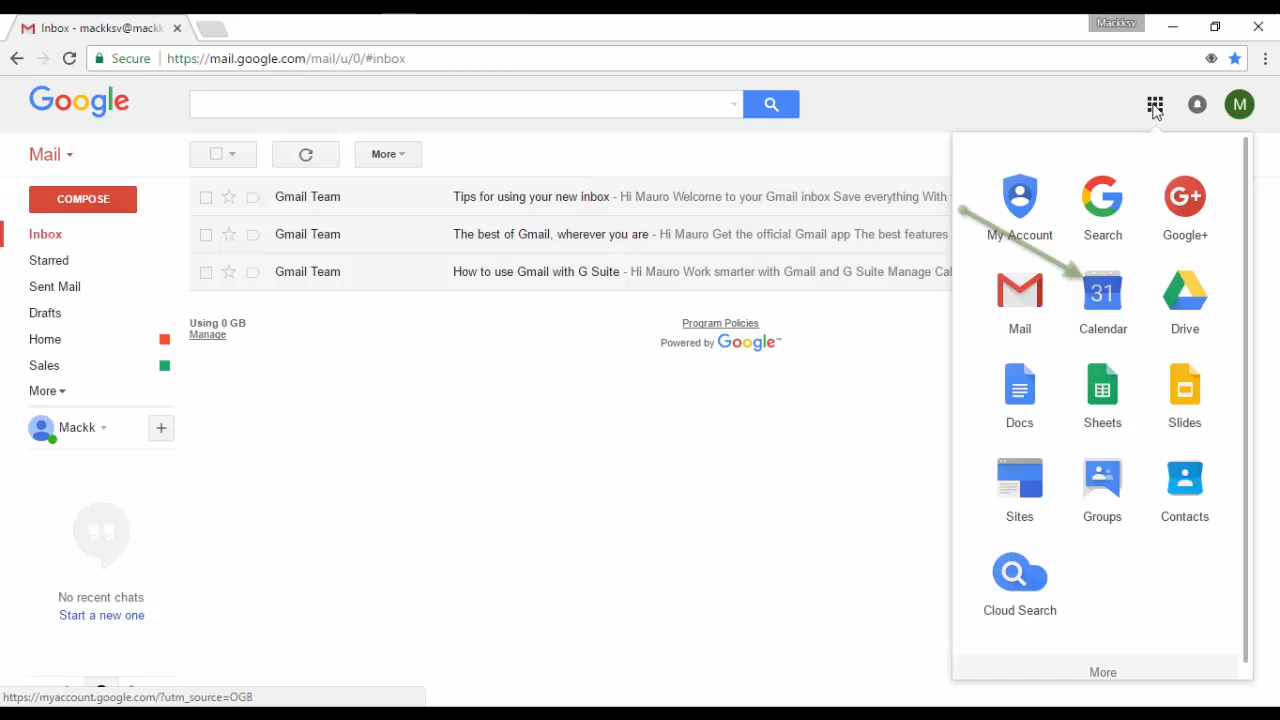 Inbox - mackksv@mackk
Mackksv
Secure
https://mail.google.com/mail/u/0/#inbox
Google
M
Mail
More
COMPOSE
Inbox
Starred
Sent Mail
Drafts
Home
Sales
More
Mackk
No recent chats
Start a new one
Gmail Team Tips for using your new inbox - Hi Mauro Welcome to your Gmail inbox Save everything With
Gmail Team The best of Gmail, wherever you are - Hi Mauro Get the official Gmail app The best features
Gmail Team How to use Gmail with G Suite - Hi Mauro Work smarter with Gmail and G Suite Manage Cal
Using 0 GB
Manage
Program Policies
Powered by Google™
G+
My Account Search Google+
31
Mail Calendar Drive
Docs Sheets Slides
Sites Groups Contacts
Cloud Search
More
https://myaccount.google.com/?utm_source=OGB